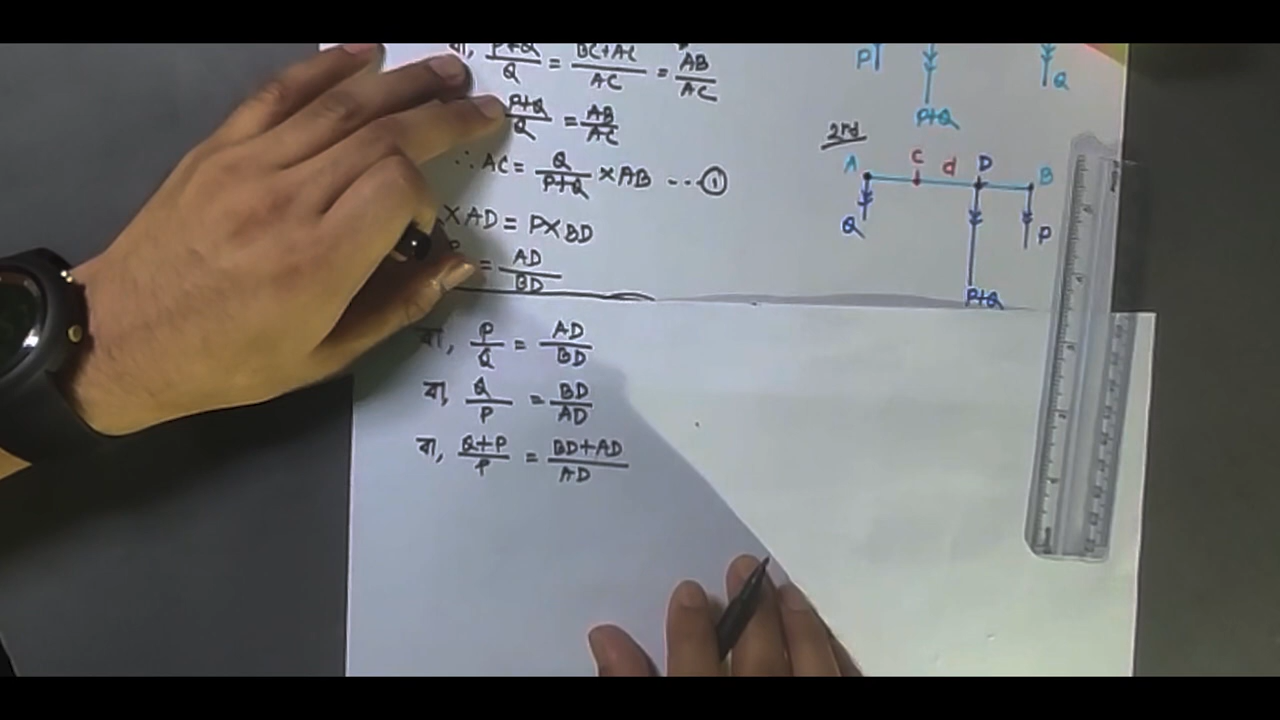 বা, P+Q/Q = BC+AC/AC = AB/AC
P+Q/Q = AB/AC
∴ AC = Q/P+Q × AB --- ①
× AD = P × BD
= AD/BD
বা, P/Q = AD/BD
বা, Q/P = BD/AD
বা, Q+P/P = BD+AD/AD
P
Q
P+Q
2nd
A C d D B
Q
P
P+Q